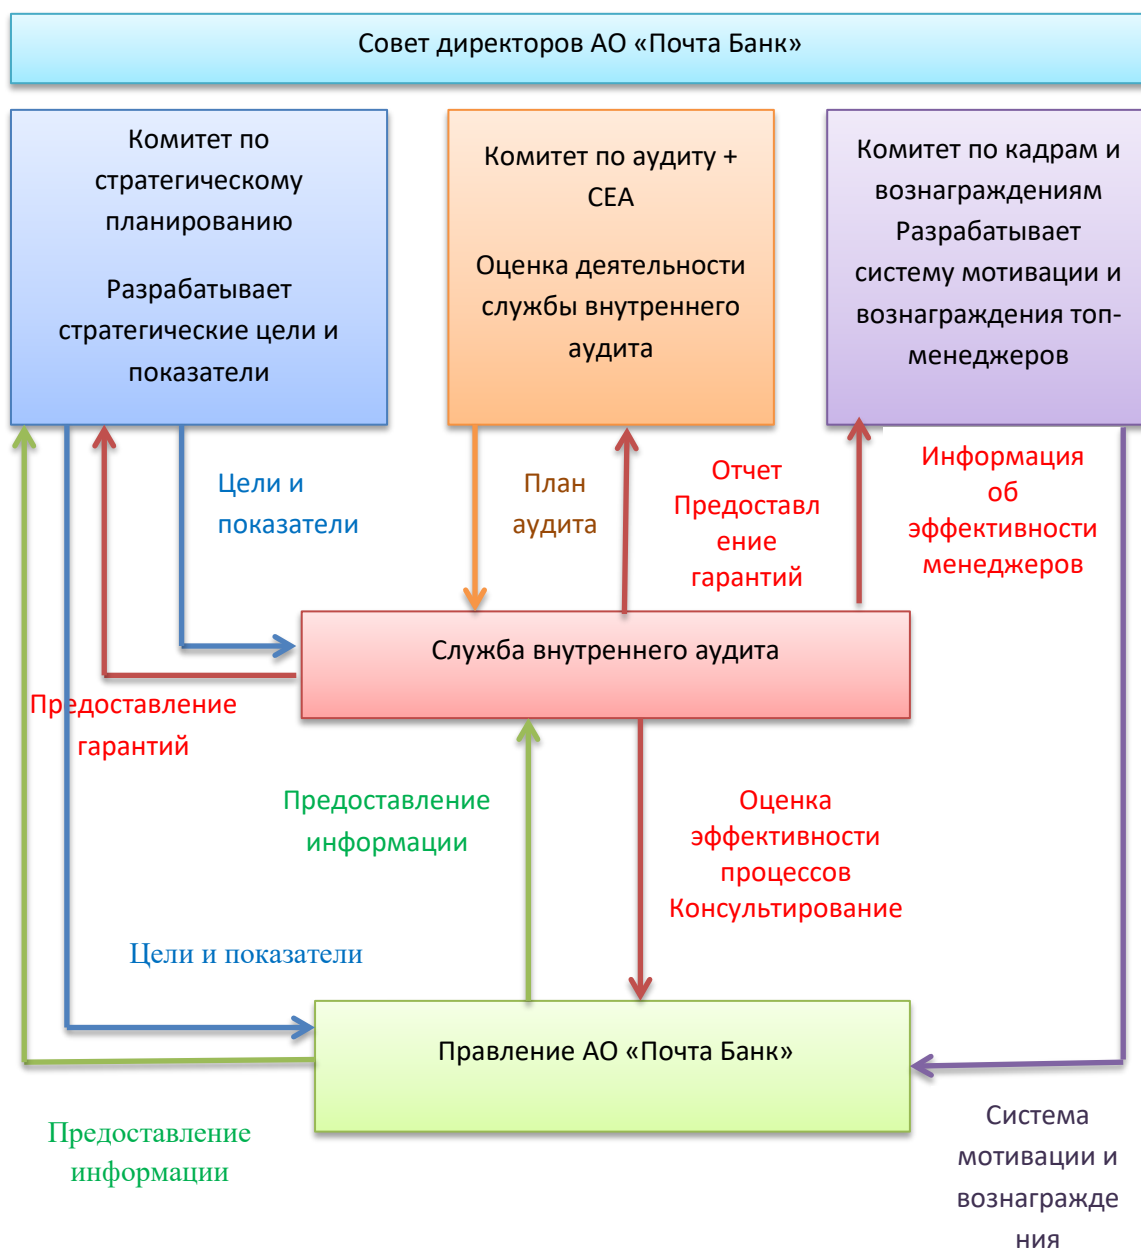 Совет директоров АО «Почта Банк»
Комитет по
стратегическому
планированию
Разрабатывает
стратегические цели и
показатели
Комитет по аудиту +
СЕА
Оценка деятельности
службы внутреннего
аудита
Комитет по кадрам и
вознаграждениям
Разрабатывает
систему мотивации и
вознаграждения топ-
менеджеров
Цели и
показатели
План
аудита
Отчет
Предоставл
ение
гарантий
Информация
об
эффективности
менеджеров
Служба внутреннего аудита
Предоставление
гарантий
Предоставление
информации
Оценка
эффективности
процессов
Консультирование
Цели и показатели
Правление АО «Почта Банк»
Предоставление
информации
Система
мотивации и
вознагражде
ния